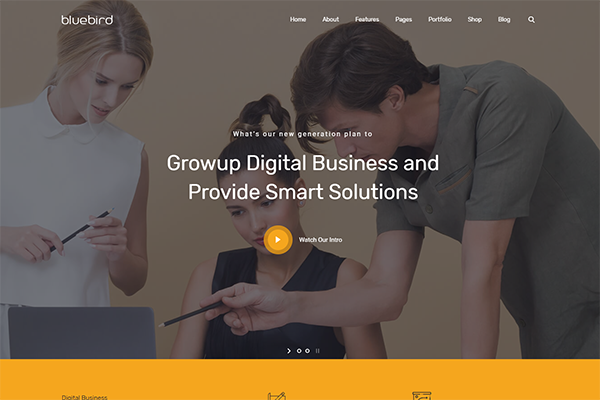 bluebird
Home About Features Pages Portfolio Shop Blog
What's our new generation plan to
Growup Digital Business and
Provide Smart Solutions
Watch Our Intro
Digital Business